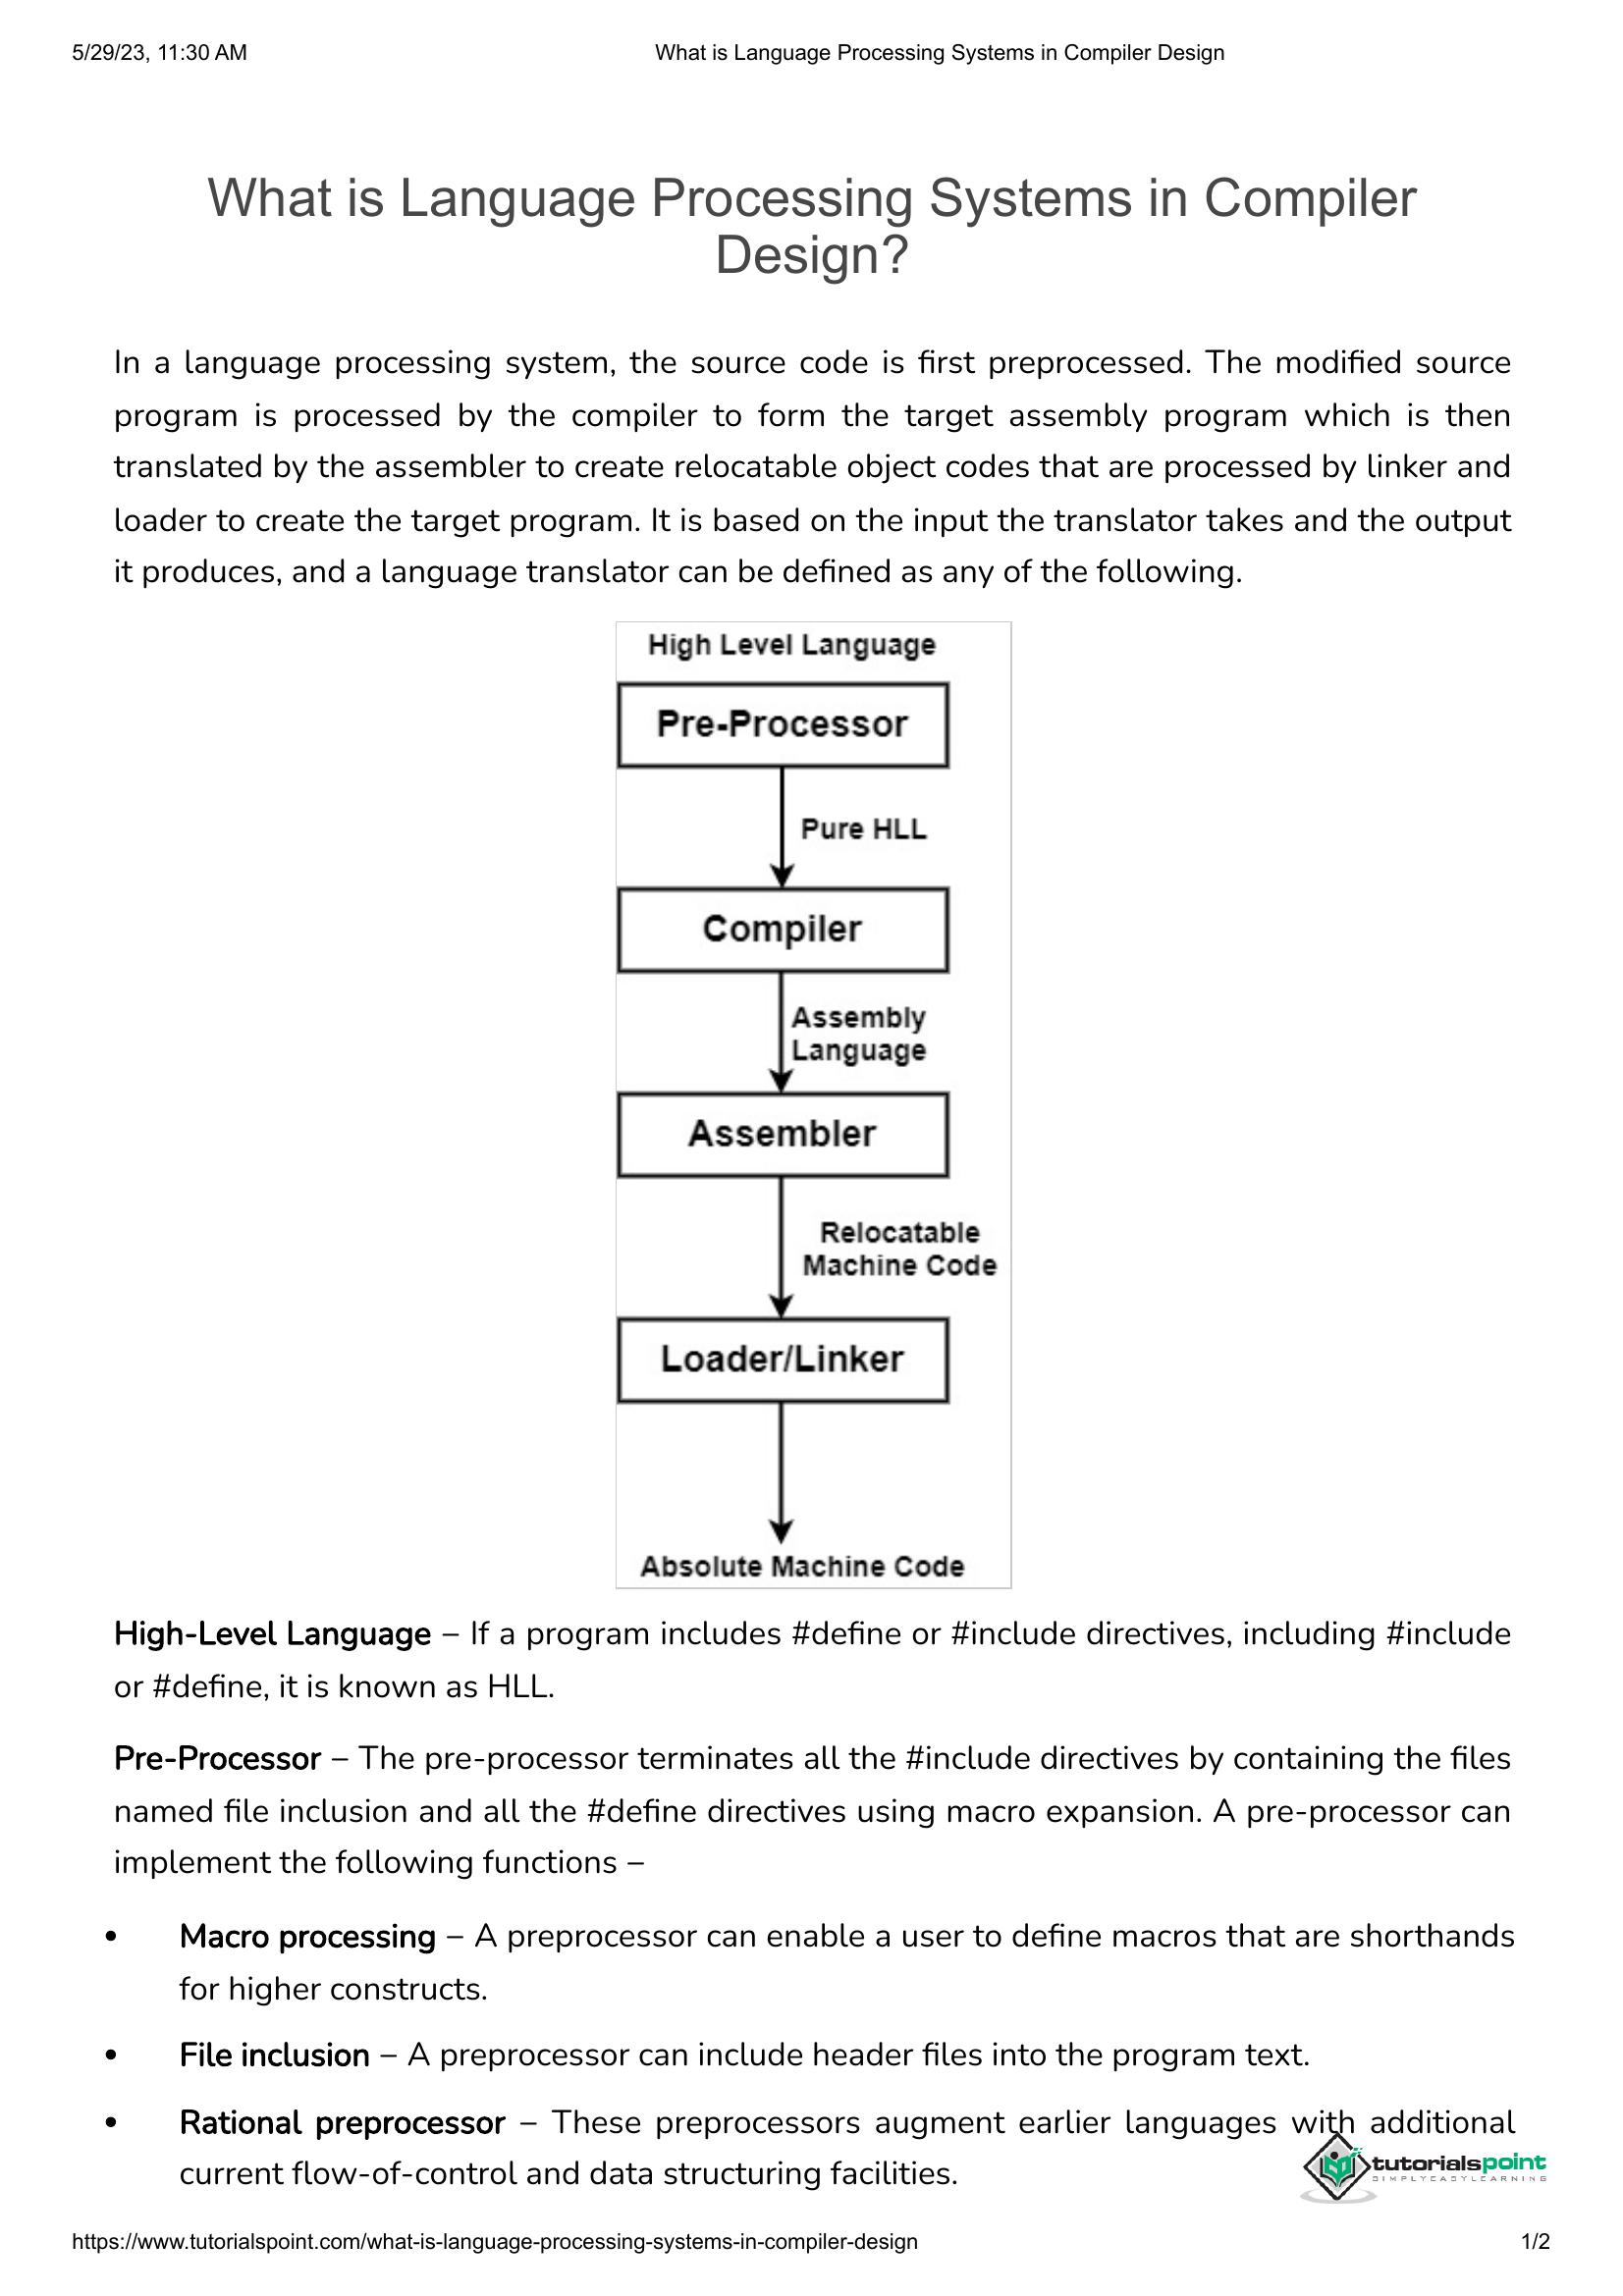 5/29/23, 11:30 AM
What is Language Processing Systems in Compiler Design
What is Language Processing Systems in Compiler
Design?
In a language processing system, the source code is first preprocessed. The modified source
program is processed by the compiler to form the target assembly program which is then
translated by the assembler to create relocatable object codes that are processed by linker and
loader to create the target program. It is based on the input the translator takes and the output
it produces, and a language translator can be defined as any of the following.
High Level Language
Pre-Processor
Pure HLL
Compiler
Assembly
Language
Assembler
Relocatable
Machine Code
Loader/Linker
Absolute Machine Code
High-Level Language − If a program includes #define or #include directives, including #include
or #define, it is known as HLL.
Pre-Processor − The pre-processor terminates all the #include directives by containing the files
named file inclusion and all the #define directives using macro expansion. A pre-processor can
implement the following functions −
• Macro processing − A preprocessor can enable a user to define macros that are shorthands
for higher constructs.
• File inclusion − A preprocessor can include header files into the program text.
• Rational preprocessor − These preprocessors augment earlier languages with additional
current flow-of-control and data structuring facilities.
tutorialspoint
SIMPLYEASYLEARNING
https://www.tutorialspoint.com/what-is-language-processing-systems-in-compiler-design
1/2